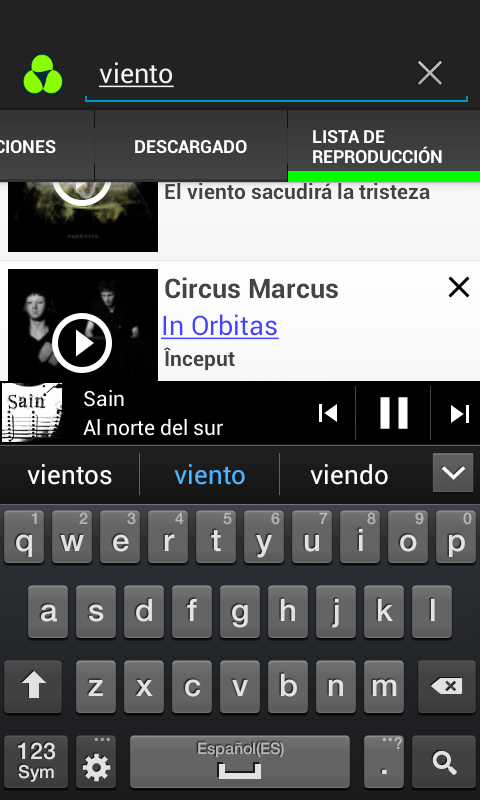 viento
CIONES
DESCARGADO
LISTA DE
REPRODUCCIÓN
El viento sacudirá la tristeza
Circus Marcus
In Orbitas
Început
Sain
Sain
Al norte del sur
vientos
viento
viendo
1 2 3 4 5 6 7 8 9 0
q w e r t y u i o p
a s d f g h j k l
z x c v b n m
123
Sym
Español(ES)
...
... ?
.